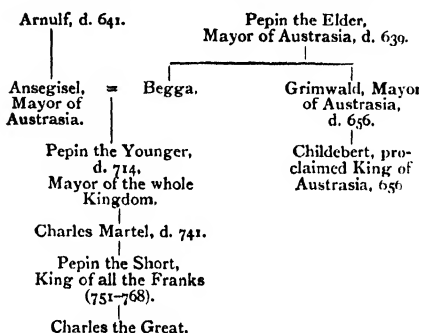 Arnulf, d. 641.
Pepin the Elder,
Mayor of Austrasia, d. 639.
Ansegisel,
Mayor of
Austrasia.
=
Begga.
Grimwald, Mayor
of Austrasia,
d. 656.
Pepin the Younger,
d. 714,
Mayor of the whole
Kingdom.
Childebert, pro-
claimed King of
Austrasia, 656
Charles Martel, d. 741.
Pepin the Short,
King of all the Franks
(751–768).
Charles the Great.